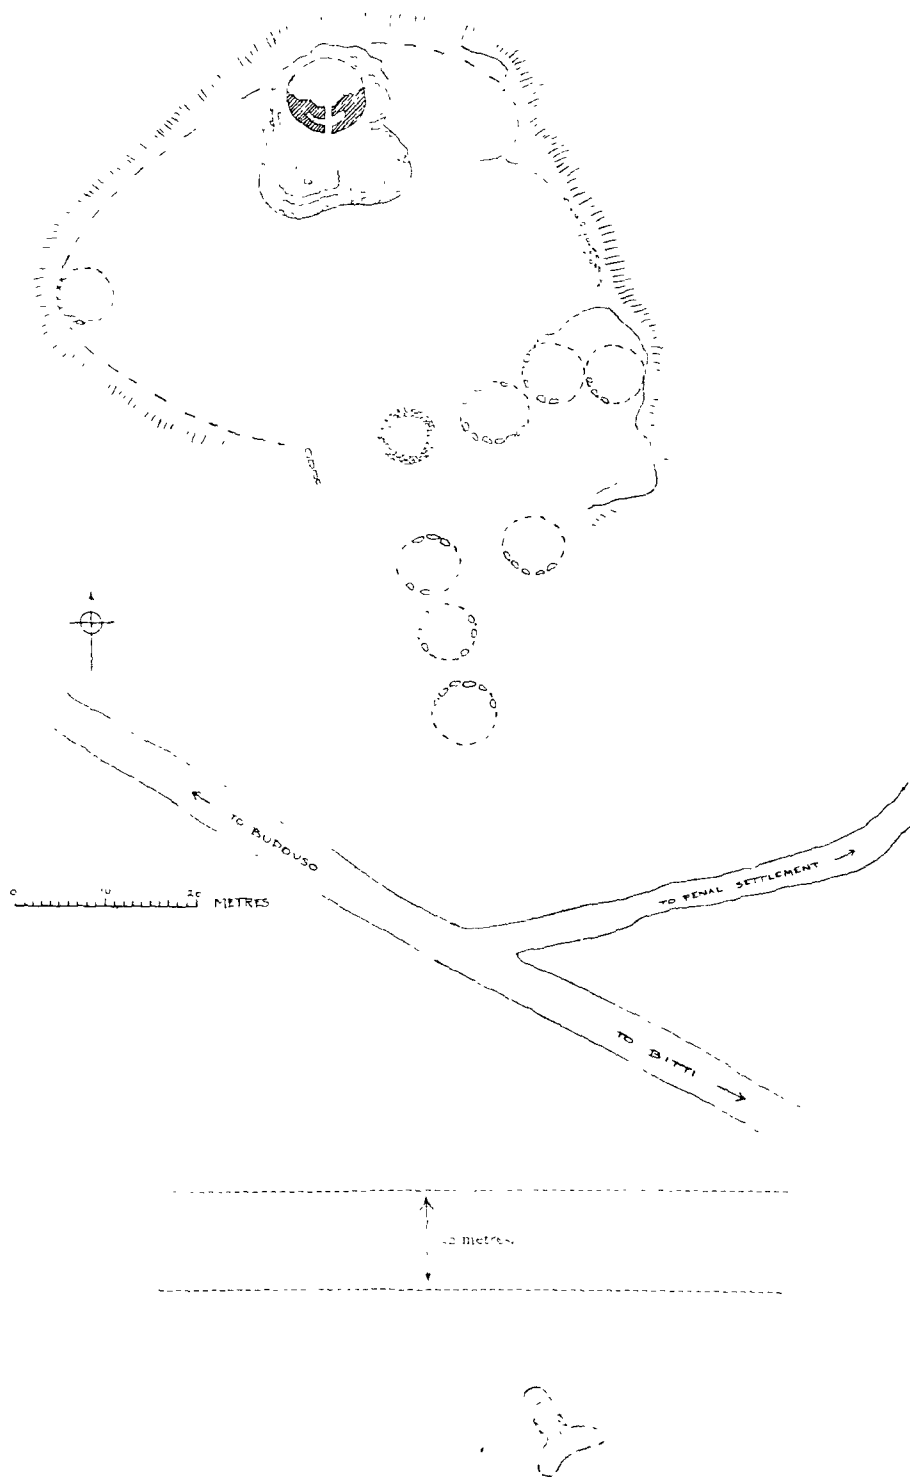 TO BUDOUSO
0 10 20 METRES
TO PENAL SETTLEMENT
TO BITTI
metres.